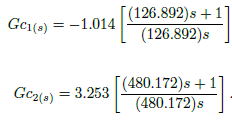 Gc₁₍ₛ₎ = −1.014 [ (126.892)s + 1 / (126.892)s ]
Gc₂₍ₛ₎ = 3.253 [ (480.172)s + 1 / (480.172)s ] .